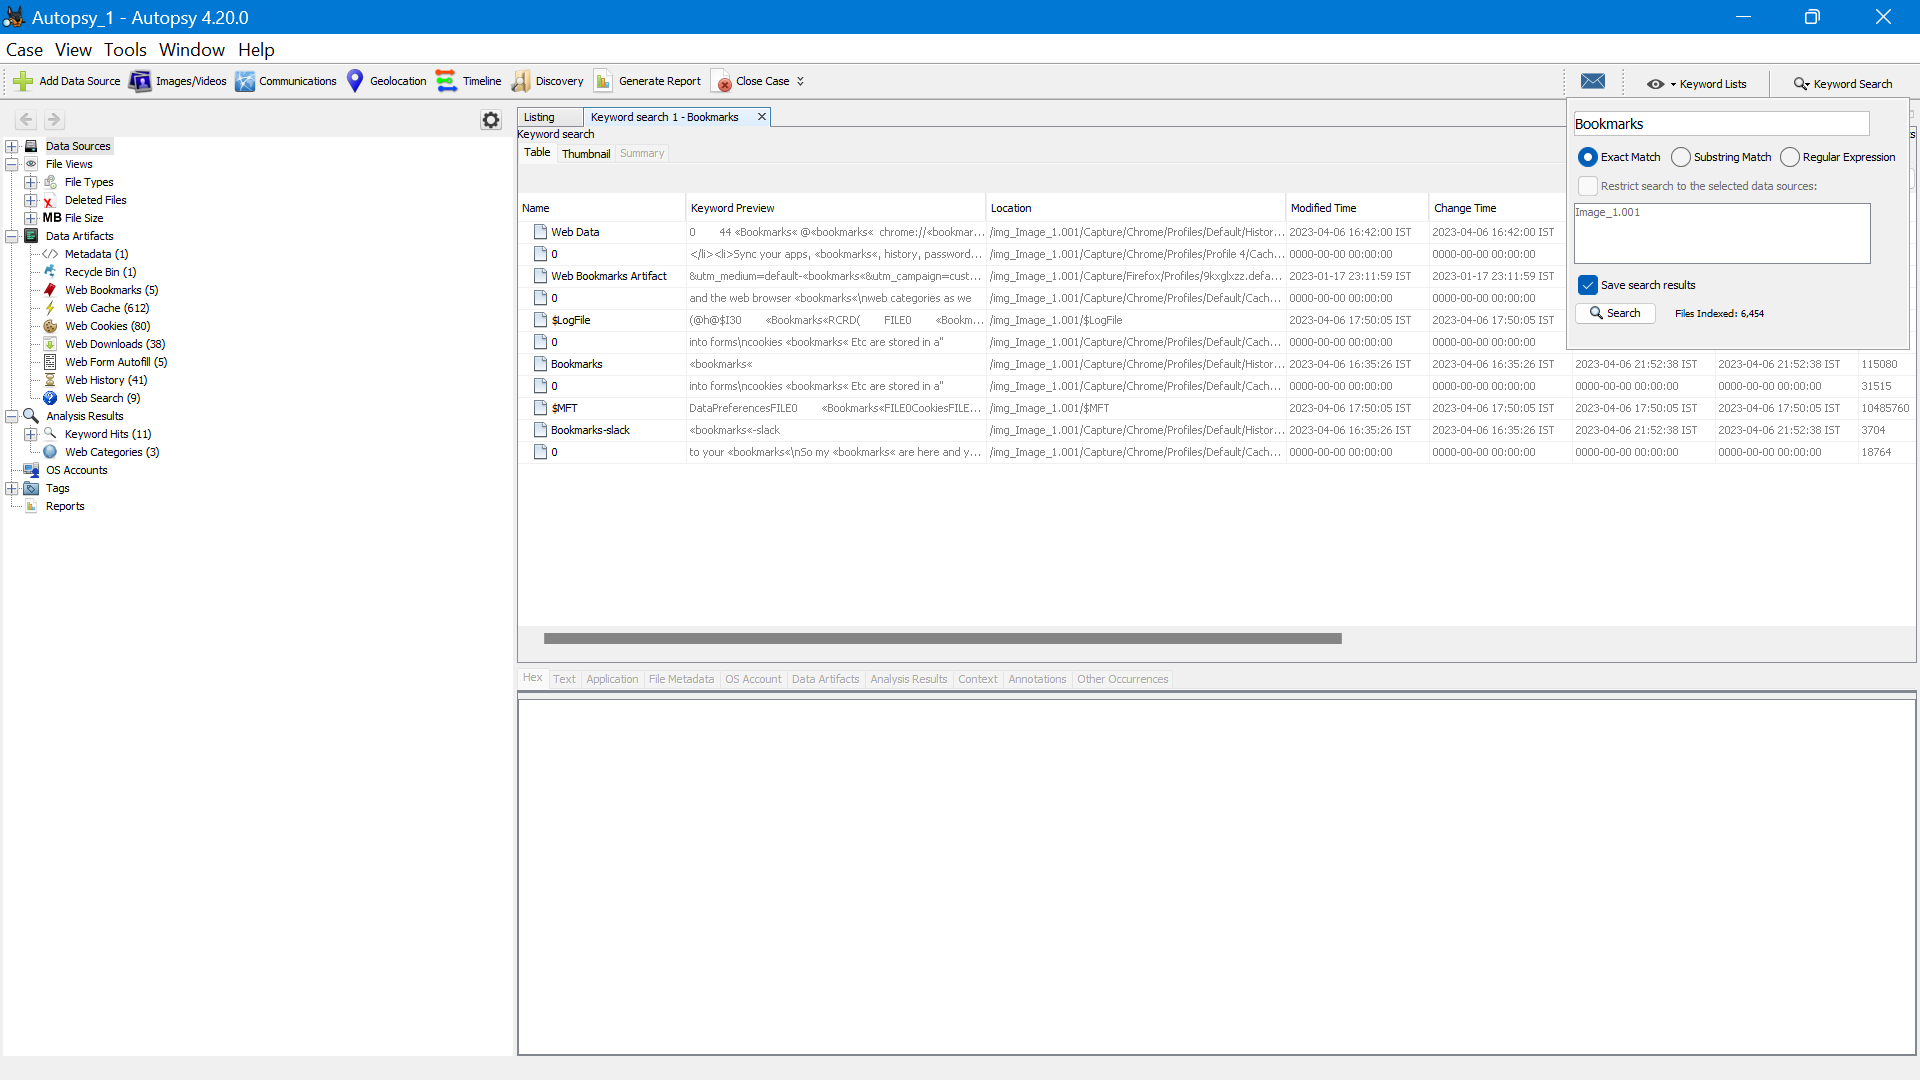 Autopsy_1 - Autopsy 4.20.0
Case View Tools Window Help
Add Data Source Images/Videos Communications Geolocation Timeline Discovery Generate Report Close Case Keyword Lists Keyword Search
Data Sources
File Views
File Types
Deleted Files
MB File Size
Data Artifacts
Metadata (1)
Recycle Bin (1)
Web Bookmarks (5)
Web Cache (612)
Web Cookies (80)
Web Downloads (38)
Web Form Autofill (5)
Web History (41)
Web Search (9)
Analysis Results
Keyword Hits (11)
Web Categories (3)
OS Accounts
Tags
Reports
Listing Keyword search 1 - Bookmarks
Keyword search
Table Thumbnail Summary
Name Keyword Preview Location Modified Time Change Time
Web Data 0 44 «Bookmarks« @«bookmarks« chrome://«bookmar... /img_Image_1.001/Capture/Chrome/Profiles/Default/Histor... 2023-04-06 16:42:00 IST 2023-04-06 16:42:00 IST
0 </li><li>Sync your apps, «bookmarks«, history, password... /img_Image_1.001/Capture/Chrome/Profiles/Profile 4/Cach... 0000-00-00 00:00:00 0000-00-00 00:00:00
Web Bookmarks Artifact &utm_medium=default-«bookmarks«&utm_campaign=cust... /img_Image_1.001/Capture/Firefox/Profiles/9kxglxzz.defa... 2023-01-17 23:11:59 IST 2023-01-17 23:11:59 IST
0 and the web browser «bookmarks«\nweb categories as we /img_Image_1.001/Capture/Chrome/Profiles/Default/Cach... 0000-00-00 00:00:00 0000-00-00 00:00:00
$LogFile (@h@$I30 «Bookmarks«RCRD( FILE0 «Bookm... /img_Image_1.001/$LogFile 2023-04-06 17:50:05 IST 2023-04-06 17:50:05 IST
0 into forms\ncookies «bookmarks« Etc are stored in a" /img_Image_1.001/Capture/Chrome/Profiles/Default/Cach... 0000-00-00 00:00:00 0000-00-00 00:00:00
Bookmarks «bookmarks« /img_Image_1.001/Capture/Chrome/Profiles/Default/Histor... 2023-04-06 16:35:26 IST 2023-04-06 16:35:26 IST 2023-04-06 21:52:38 IST 2023-04-06 21:52:38 IST 115080
0 into forms\ncookies «bookmarks« Etc are stored in a" /img_Image_1.001/Capture/Chrome/Profiles/Default/Cach... 0000-00-00 00:00:00 0000-00-00 00:00:00 0000-00-00 00:00:00 0000-00-00 00:00:00 31515
$MFT DataPreferencesFILE0 «Bookmarks«FILE0CookiesFILE... /img_Image_1.001/$MFT 2023-04-06 17:50:05 IST 2023-04-06 17:50:05 IST 2023-04-06 17:50:05 IST 2023-04-06 17:50:05 IST 10485760
Bookmarks-slack «bookmarks«-slack /img_Image_1.001/Capture/Chrome/Profiles/Default/Histor... 2023-04-06 16:35:26 IST 2023-04-06 16:35:26 IST 2023-04-06 21:52:38 IST 2023-04-06 21:52:38 IST 3704
0 to your «bookmarks«\nSo my «bookmarks« are here and y... /img_Image_1.001/Capture/Chrome/Profiles/Default/Cach... 0000-00-00 00:00:00 0000-00-00 00:00:00 0000-00-00 00:00:00 0000-00-00 00:00:00 18764
Bookmarks
Exact Match Substring Match Regular Expression
Restrict search to the selected data sources:
Image_1.001
Save search results
Search Files Indexed: 6,454
Hex Text Application File Metadata OS Account Data Artifacts Analysis Results Context Annotations Other Occurrences